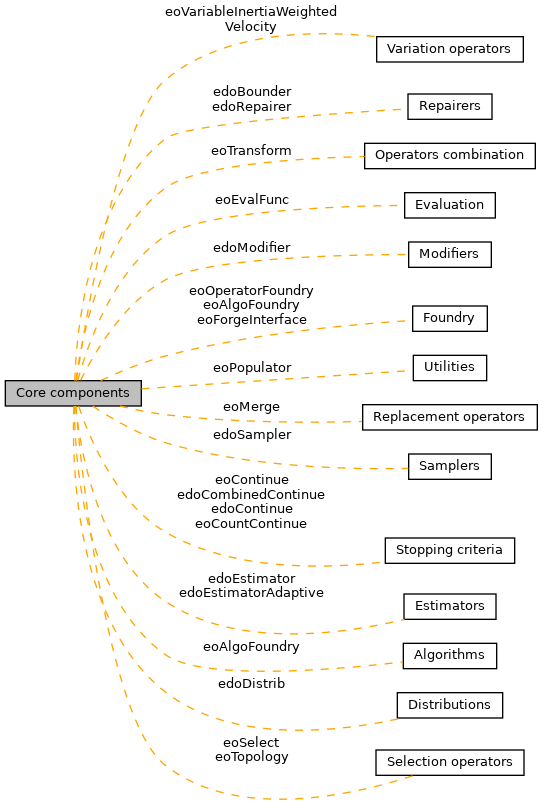 eoVariableInertiaWeighted
Velocity
Variation operators
edoBounder
edoRepairer
Repairers
eoTransform
Operators combination
eoEvalFunc
Evaluation
edoModifier
Modifiers
eoOperatorFoundry
eoAlgoFoundry
eoForgeInterface
Foundry
eoPopulator
Utilities
Core components
eoMerge
Replacement operators
edoSampler
Samplers
eoContinue
edoCombinedContinue
edoContinue
eoCountContinue
Stopping criteria
edoEstimator
edoEstimatorAdaptive
Estimators
eoAlgoFoundry
Algorithms
edoDistrib
Distributions
eoSelect
eoTopology
Selection operators